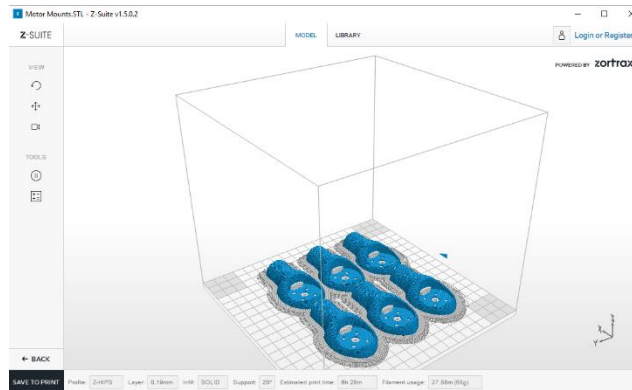 Motor Mounts.STL - Z-Suite v1.5.0.2
Z-SUITE
MODEL
LIBRARY
Login or Register
POWERED BY zortrax
VIEW
TOOLS
← BACK
SAVE TO PRINT
Profile Z-HIPS Layer: 0.19mm Infill: SOLID Support: 20° Estimated print time: 6h 26m Filament usage: 27.58m (66g)